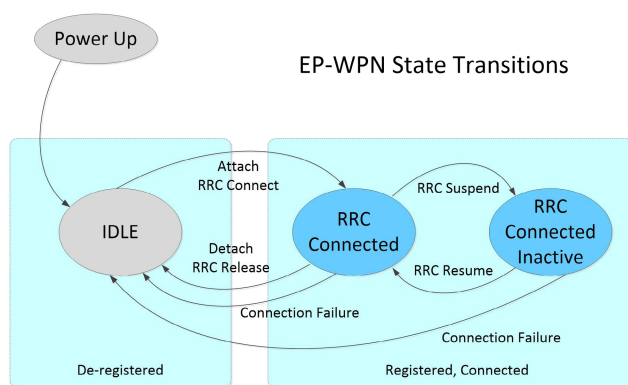 Power Up
EP-WPN State Transitions
Attach
RRC Connect
RRC Suspend
IDLE
RRC
Connected
RRC
Connected
Inactive
Detach
RRC Release
RRC Resume
Connection Failure
Connection Failure
De-registered
Registered, Connected